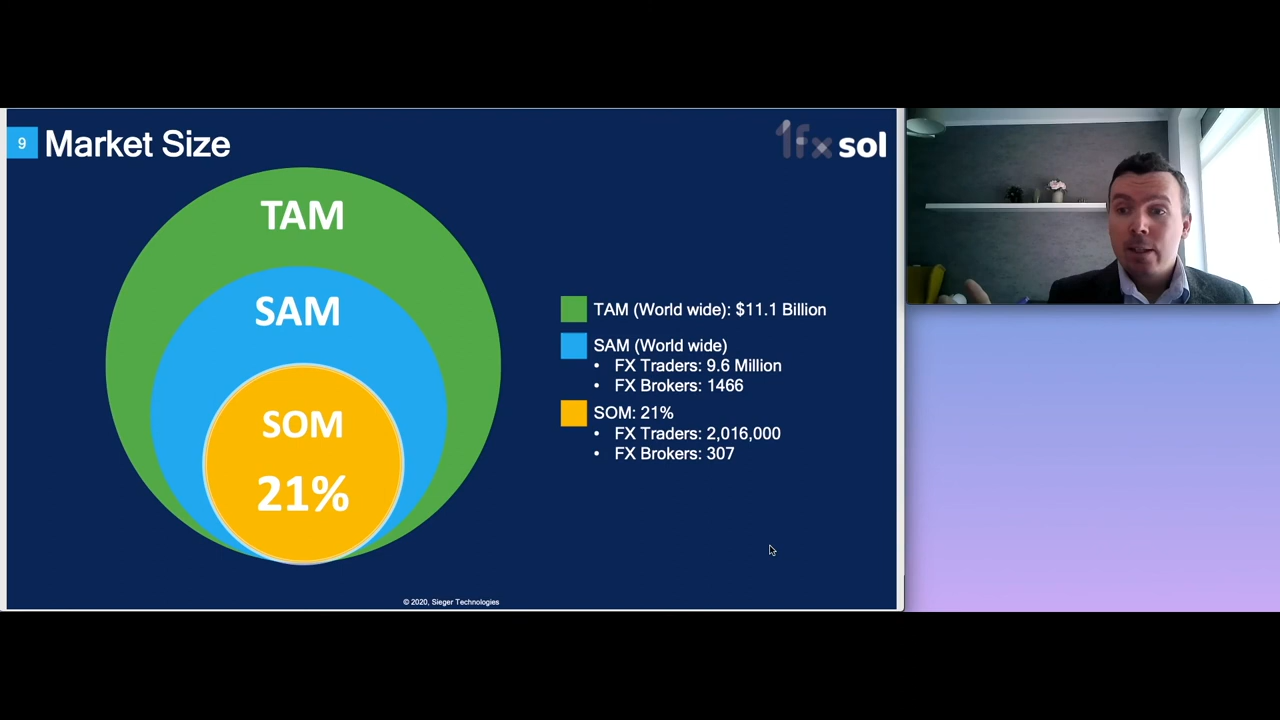 9 Market Size
1fx sol
TAM
SAM
SOM
21%
TAM (World wide): $11.1 Billion
SAM (World wide)
• FX Traders: 9.6 Million
• FX Brokers: 1466
SOM: 21%
• FX Traders: 2,016,000
• FX Brokers: 307
© 2020, Sieger Technologies